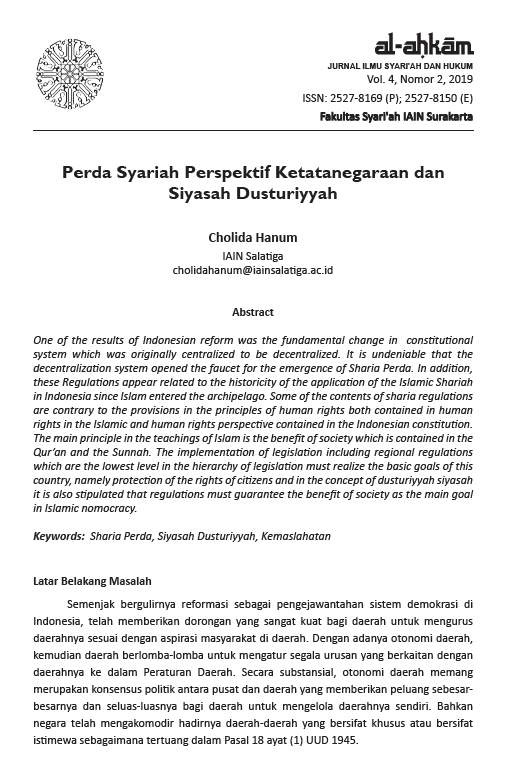 al-aḥkām
JURNAL ILMU SYARI'AH DAN HUKUM
Vol. 4, Nomor 2, 2019
ISSN: 2527-8169 (P); 2527-8150 (E)
Fakultas Syari'ah IAIN Surakarta
Perda Syariah Perspektif Ketatanegaraan dan
Siyasah Dusturiyyah
Cholida Hanum
IAIN Salatiga
cholidahanum@iainsalatiga.ac.id
Abstract
One of the results of Indonesian reform was the fundamental change in constitutional
system which was originally centralized to be decentralized. It is undeniable that the
decentralization system opened the faucet for the emergence of Sharia Perda. In addition,
these Regulations appear related to the historicity of the application of the Islamic Shariah
in Indonesia since Islam entered the archipelago. Some of the contents of sharia regulations
are contrary to the provisions in the principles of human rights both contained in human
rights in the Islamic and human rights perspective contained in the Indonesian constitution.
The main principle in the teachings of Islam is the benefit of society which is contained in the
Qur'an and the Sunnah. The implementation of legislation including regional regulations
which are the lowest level in the hierarchy of legislation must realize the basic goals of this
country, namely protection of the rights of citizens and in the concept of dusturiyyah siyasah
it is also stipulated that regulations must guarantee the benefit of society as the main goal
in Islamic nomocracy.
Keywords: Sharia Perda, Siyasah Dusturiyyah, Kemaslahatan
Latar Belakang Masalah
Semenjak bergulirnya reformasi sebagai pengejawantahan sistem demokrasi di
Indonesia, telah memberikan dorongan yang sangat kuat bagi daerah untuk mengurus
daerahnya sesuai dengan aspirasi masyarakat di daerah. Dengan adanya otonomi daerah,
kemudian daerah berlomba-lomba untuk mengatur segala urusan yang berkaitan dengan
daerahnya ke dalam Peraturan Daerah. Secara substansial, otonomi daerah memang
merupakan konsensus politik antara pusat dan daerah yang memberikan peluang sebesar-
besarnya dan seluas-luasnya bagi daerah untuk mengelola daerahnya sendiri. Bahkan
negara telah mengakomodir hadirnya daerah-daerah yang bersifat khusus atau bersifat
istimewa sebagaimana tertuang dalam Pasal 18 ayat (1) UUD 1945.